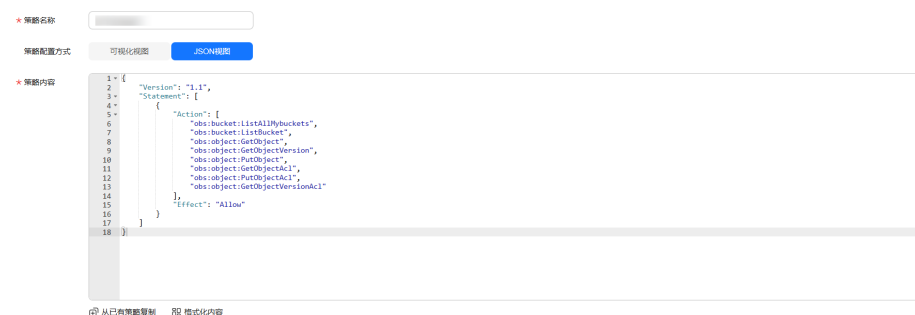 * 策略名称
策略配置方式 可视化视图 JSON视图
* 策略内容
1 {
2 "Version": "1.1",
3 "Statement": [
4 {
5 "Action": [
6 "obs:bucket:ListAllMybuckets",
7 "obs:bucket:ListBucket",
8 "obs:object:GetObject",
9 "obs:object:GetObjectVersion",
10 "obs:object:PutObject",
11 "obs:object:GetObjectAcl",
12 "obs:object:PutObjectAcl",
13 "obs:object:GetObjectVersionAcl"
14 ],
15 "Effect": "Allow"
16 }
17 ]
18 }
从已有策略复制 格式化内容